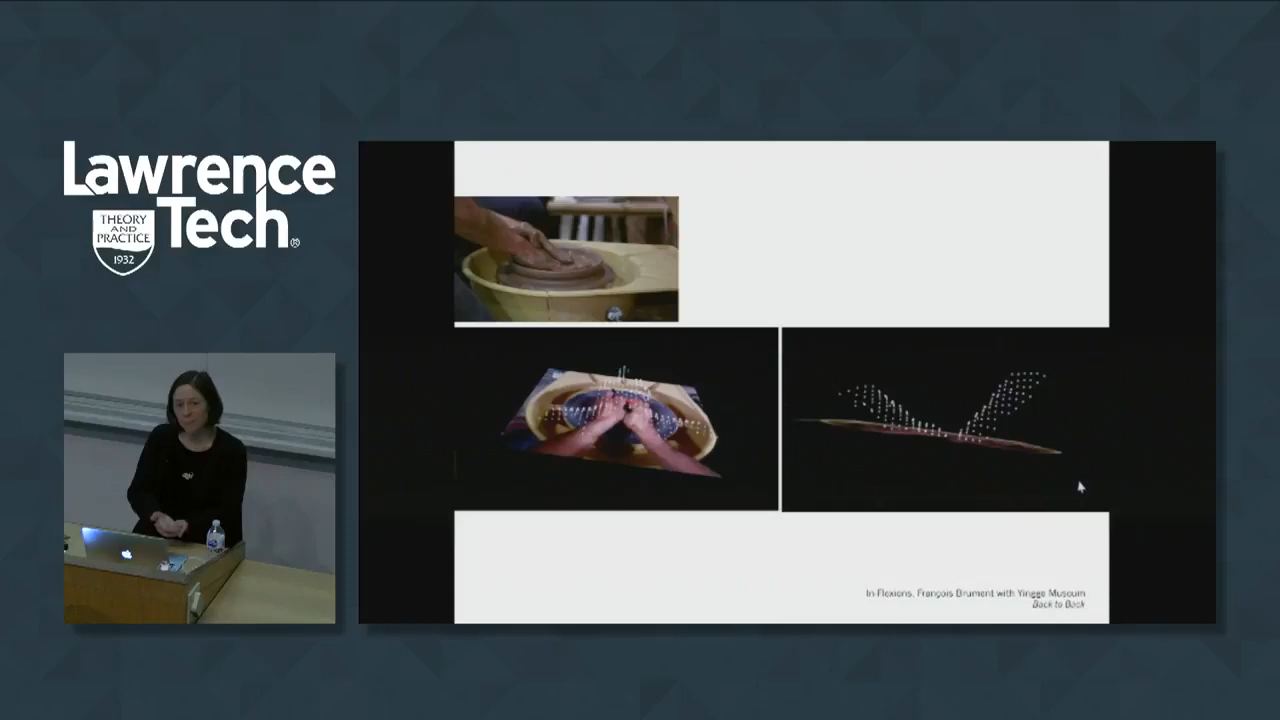 Lawrence
Tech®
THEORY
AND
PRACTICE
1932
In-Flexions, François Brument with Yingge Museum
Back to Back